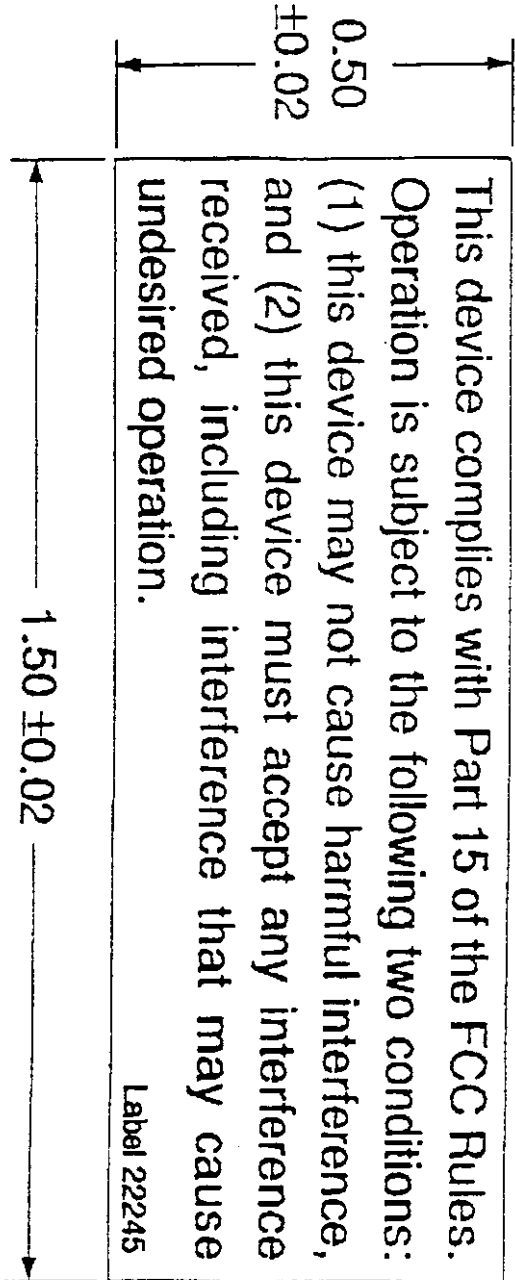 This device complies with Part 15 of the FCC Rules.
Operation is subject to the following two conditions:
(1) this device may not cause harmful interference,
and (2) this device must accept any interference
received, including interference that may cause
undesired operation.
Label 22245
0.50
±0.02
1.50 ±0.02